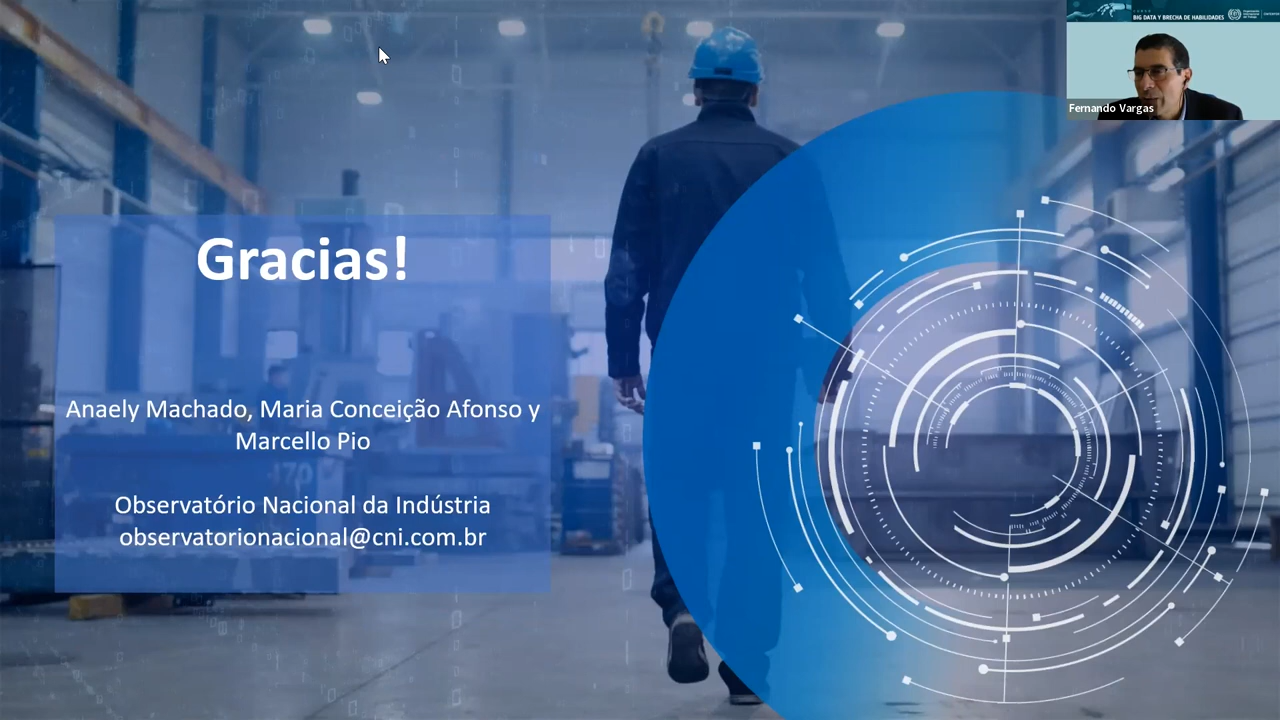 BIG DATA Y BRECHA DE HABILIDADES
Fernando Vargas
Gracias!
Anaely Machado, Maria Conceição Afonso y
Marcello Pio
Observatório Nacional da Indústria
observatorionacional@cni.com.br